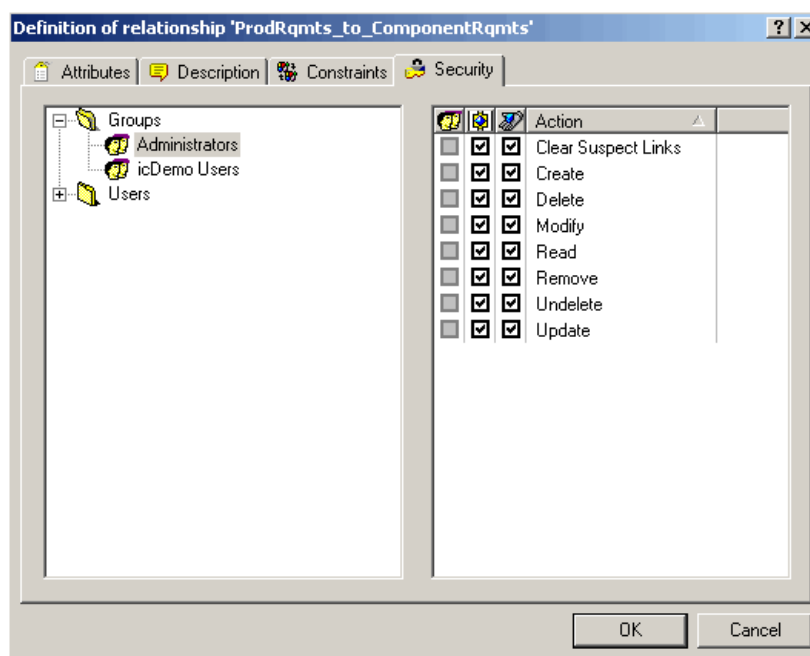 Definition of relationship 'ProdRqmts_to_ComponentRqmts'
Attributes Description Constraints Security
Groups
Administrators
icDemo Users
Users
Action
Clear Suspect Links
Create
Delete
Modify
Read
Remove
Undelete
Update
OK Cancel